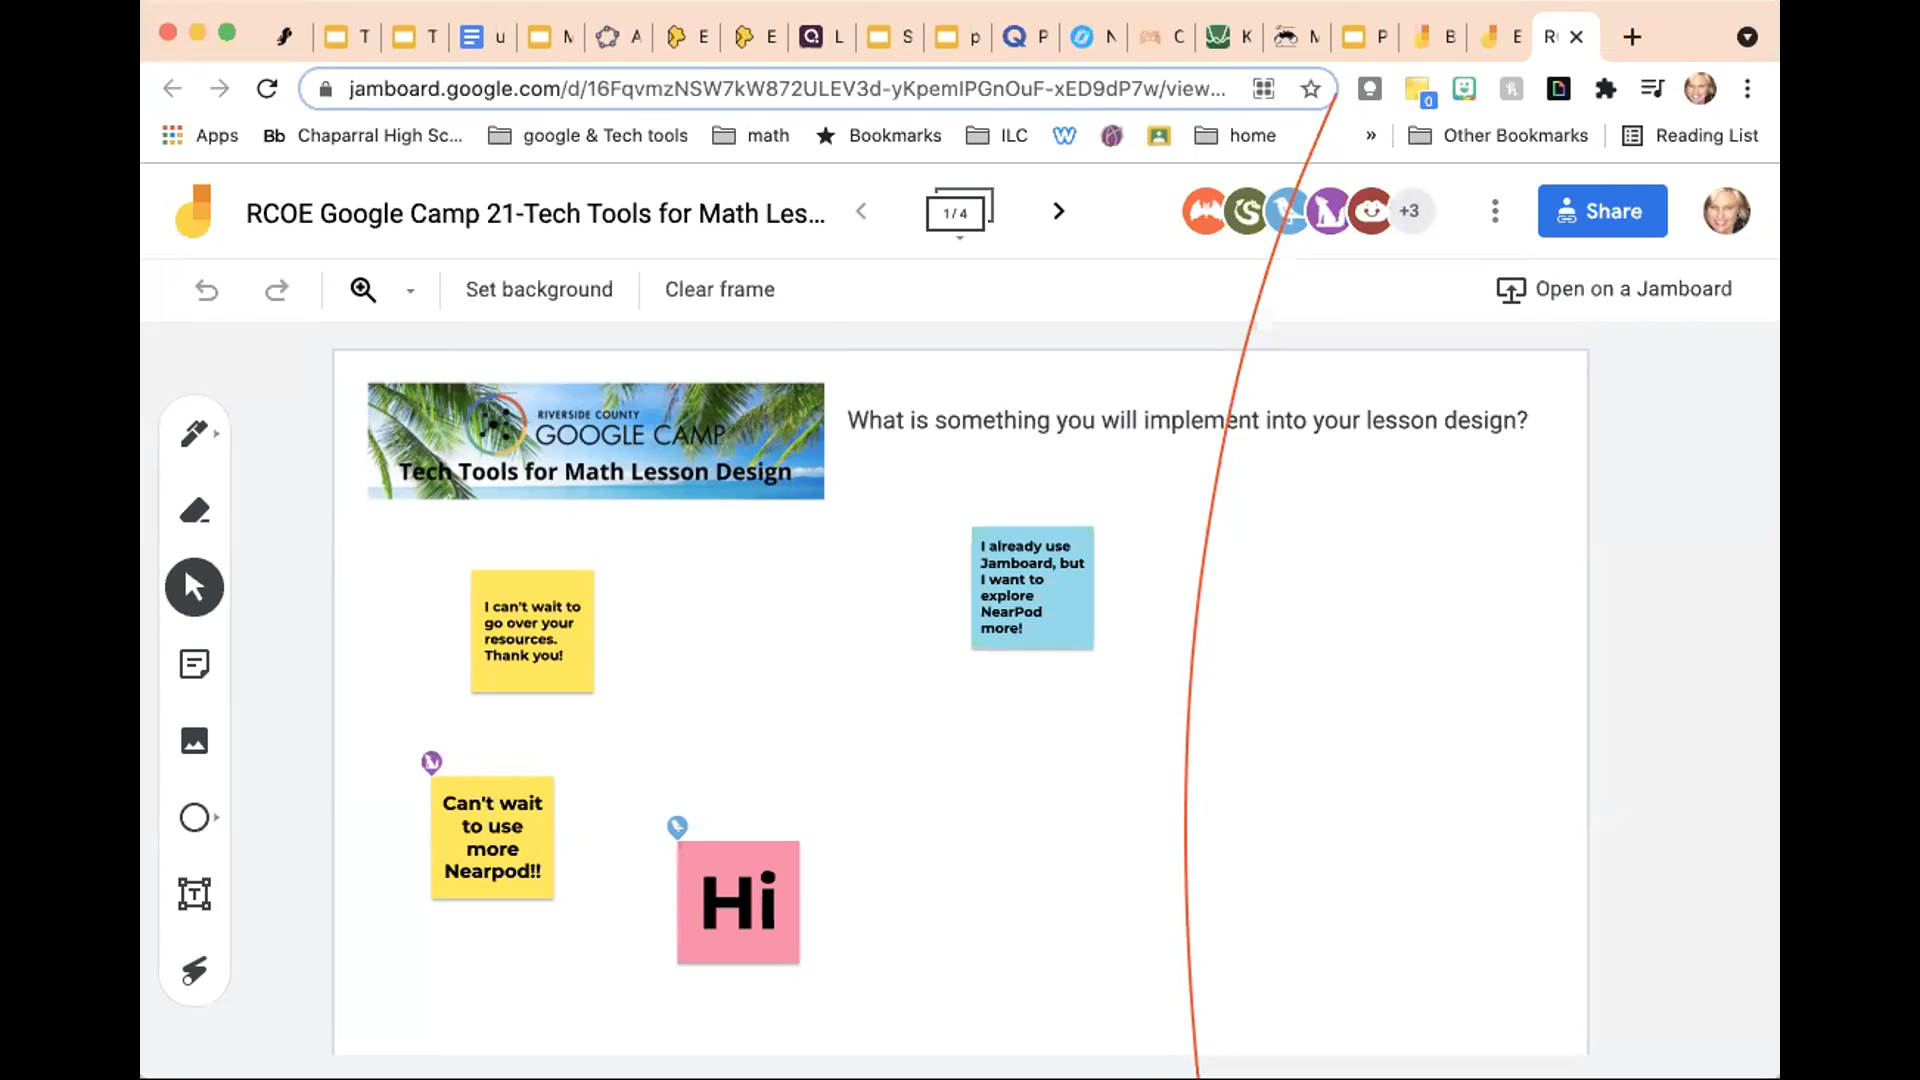 T
T
u
M
A
E
E
L
S
p
P
N
C
K
M
P
B
E
R
jamboard.google.com/d/16FqvmzNSW7kW872ULEV3d-yKpemIPGnOuF-xED9dP7w/view...
0
Apps
Bb Chaparral High Sc...
google & Tech tools
math
Bookmarks
ILC
home
»
Other Bookmarks
Reading List
RCOE Google Camp 21-Tech Tools for Math Les...
1/4
+3
Share
Set background
Clear frame
Open on a Jamboard
RIVERSIDE COUNTY
GOOGLE CAMP
Tech Tools for Math Lesson Design
What is something you will implement into your lesson design?
I already use
Jamboard, but
I want to
explore
NearPod
more!
I can't wait to
go over your
resources.
Thank you!
Can't wait
to use
more
Nearpod!!
Hi